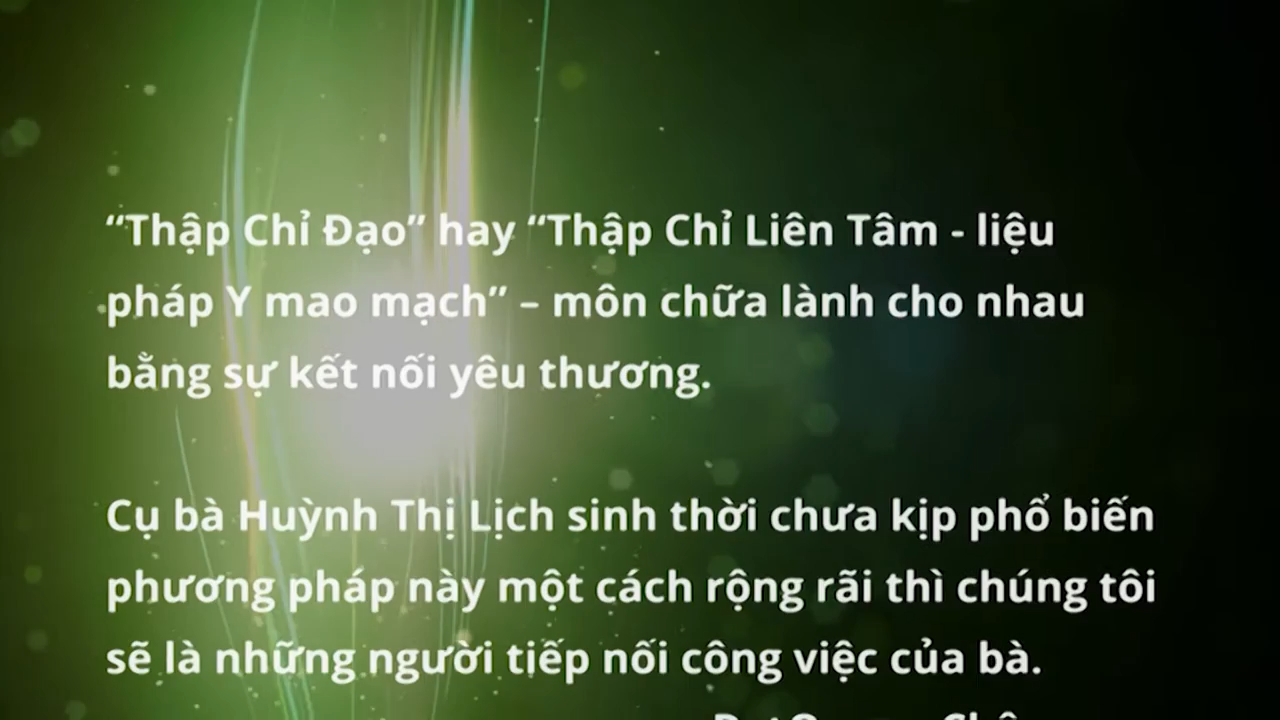 “Thập Chỉ Đạo” hay “Thập Chỉ Liên Tâm - liệu
pháp Y mao mạch” – môn chữa lành cho nhau
bằng sự kết nối yêu thương.
Cụ bà Huỳnh Thị Lịch sinh thời chưa kịp phổ biến
phương pháp này một cách rộng rãi thì chúng tôi
sẽ là những người tiếp nối công việc của bà.